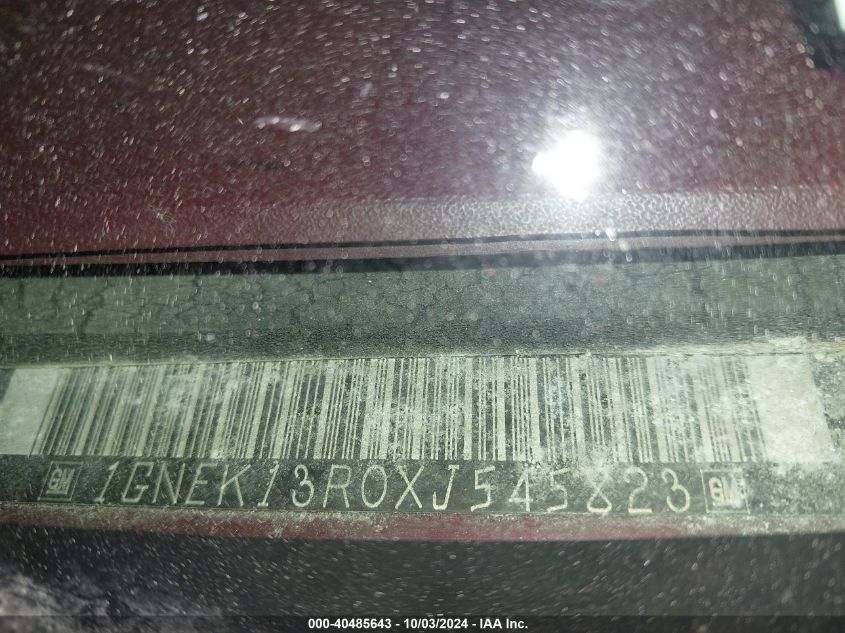 GM 1GNEK13R0XJ545823 GM
000-40485643 - 10/03/2024 - IAA Inc.